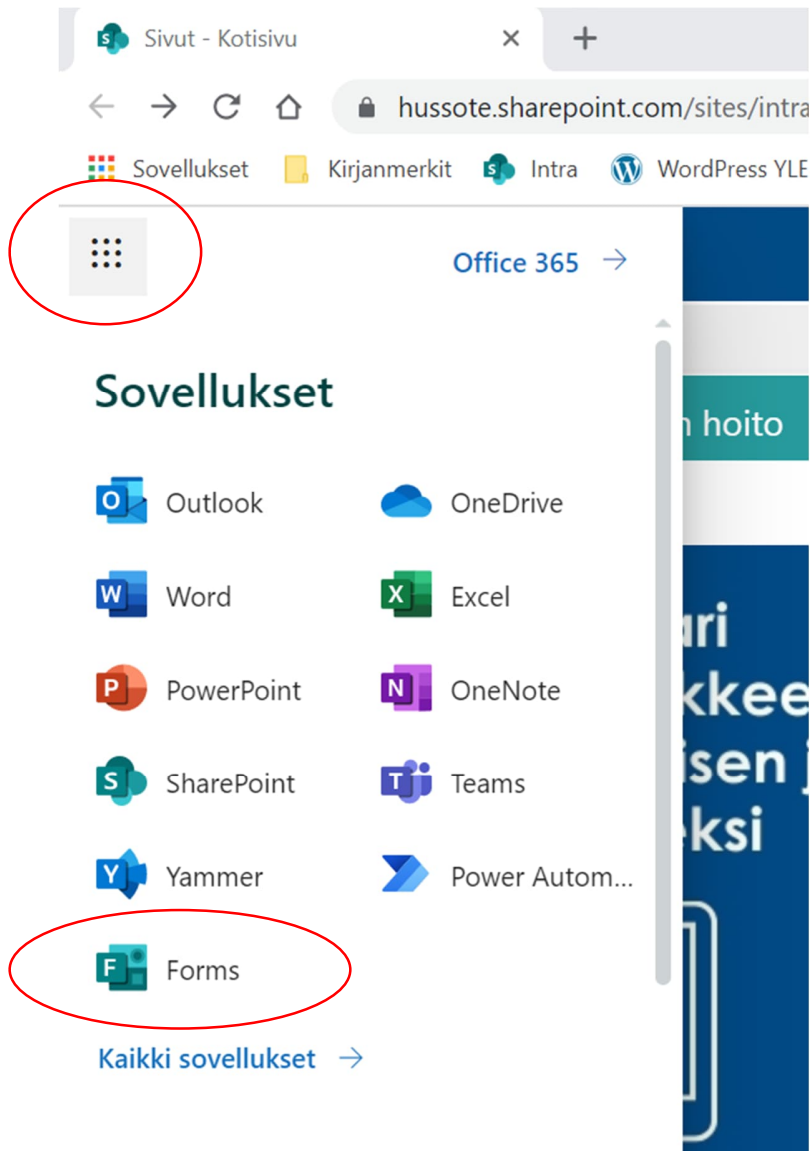 Sivut - Kotisivu
hussote.sharepoint.com/sites/intra
Sovellukset Kirjanmerkit Intra WordPress YLE
Office 365
Sovellukset
n hoito
Outlook OneDrive
Word Excel
ari
PowerPoint OneNote
kkee
isen j
SharePoint Teams
eksi
Yammer Power Autom...
Forms
Kaikki sovellukset